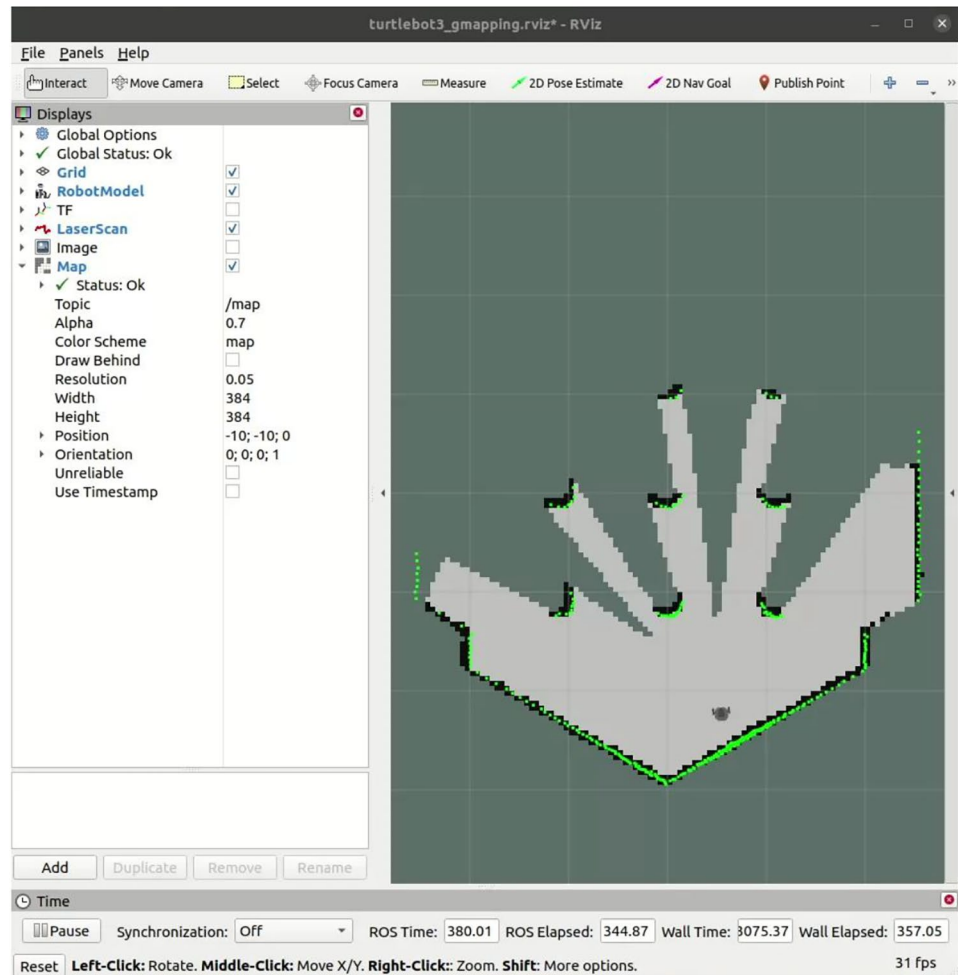 turtlebot3_gmapping.rviz* - RViz
File Panels Help
Interact Move Camera Select Focus Camera Measure 2D Pose Estimate 2D Nav Goal Publish Point
Displays
Global Options
Global Status: Ok
Grid
RobotModel
TF
LaserScan
Image
Map
Status: Ok
Topic /map
Alpha 0.7
Color Scheme map
Draw Behind
Resolution 0.05
Width 384
Height 384
Position -10; -10; 0
Orientation 0; 0; 0; 1
Unreliable
Use Timestamp
Add Duplicate Remove Rename
Time
Pause Synchronization: Off ROS Time: 380.01 ROS Elapsed: 344.87 Wall Time: 3075.37 Wall Elapsed: 357.05
Reset Left-Click: Rotate. Middle-Click: Move X/Y. Right-Click:: Zoom. Shift: More options. 31 fps